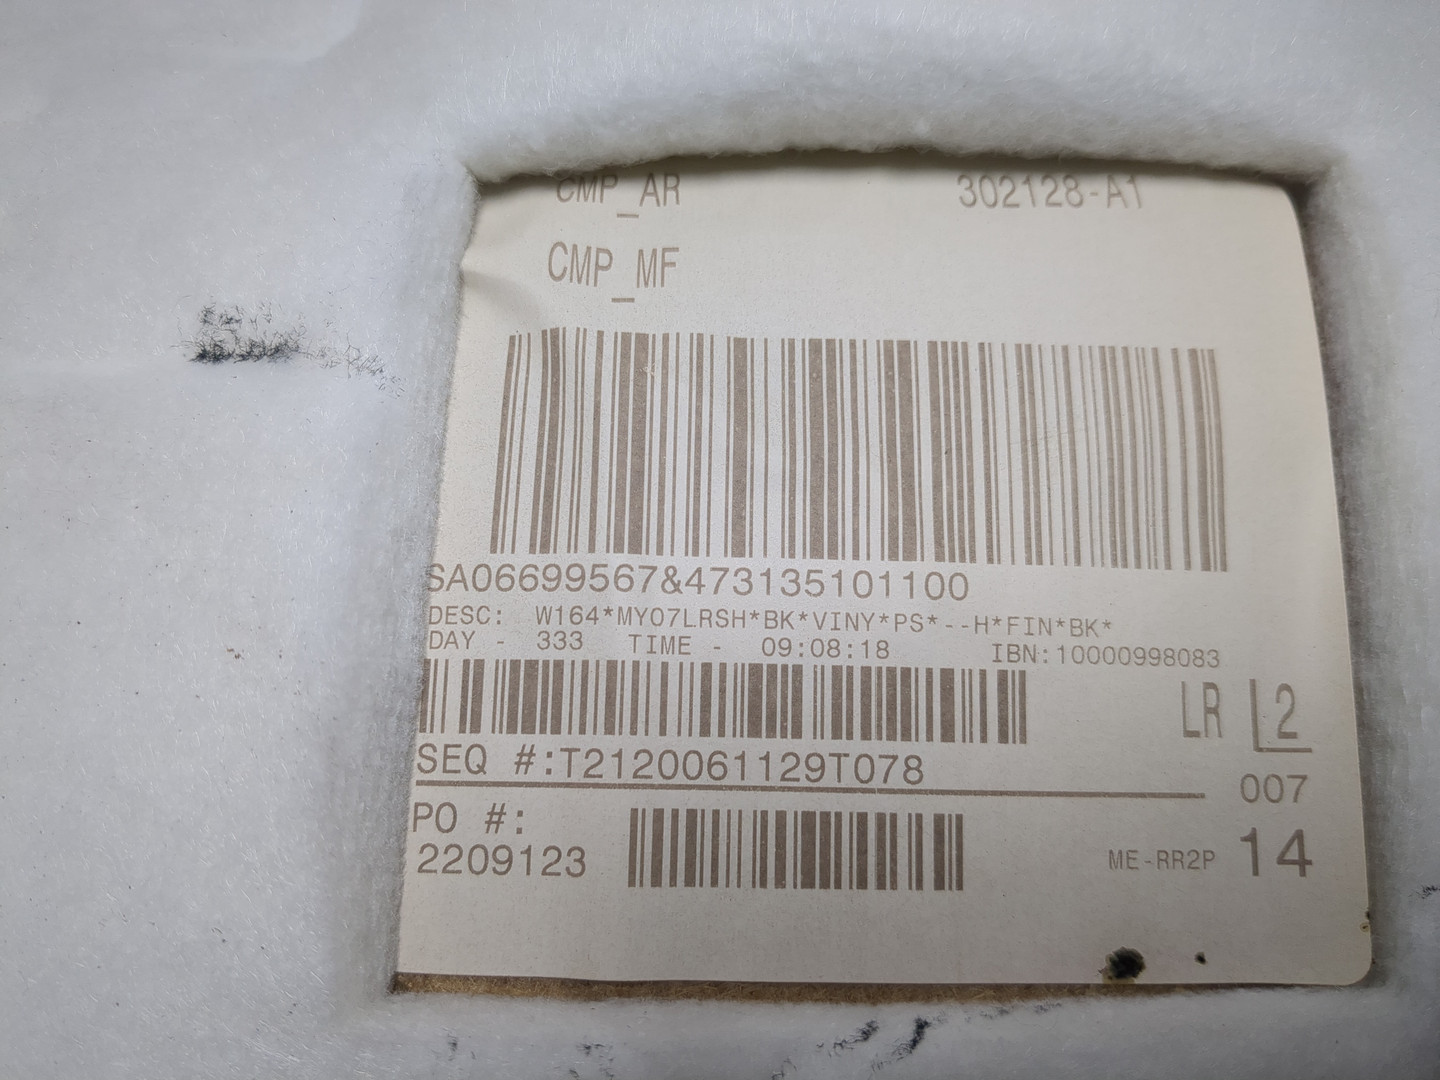 CMP_AR 302128-A1
CMP_MF
SA06699567&473135101100
DESC: W164*MY07LRSH*BK*VINY*PS*--H*FIN*BK*
DAY - 333 TIME - 09:08:18 IBN:10000998083
LR L2
SEQ #:T2120061129T078
007
PO #:
2209123
ME-RR2P 14